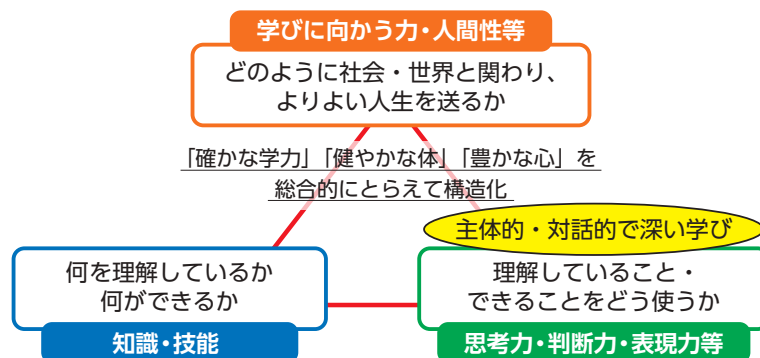 学びに向かう力・人間性等
どのように社会・世界と関わり、
よりよい人生を送るか
「確かな学力」「健やかな体」「豊かな心」を
総合的にとらえて構造化
主体的・対話的で深い学び
何を理解しているか
何ができるか
知識・技能
理解していること・
できることをどう使うか
思考力・判断力・表現力等